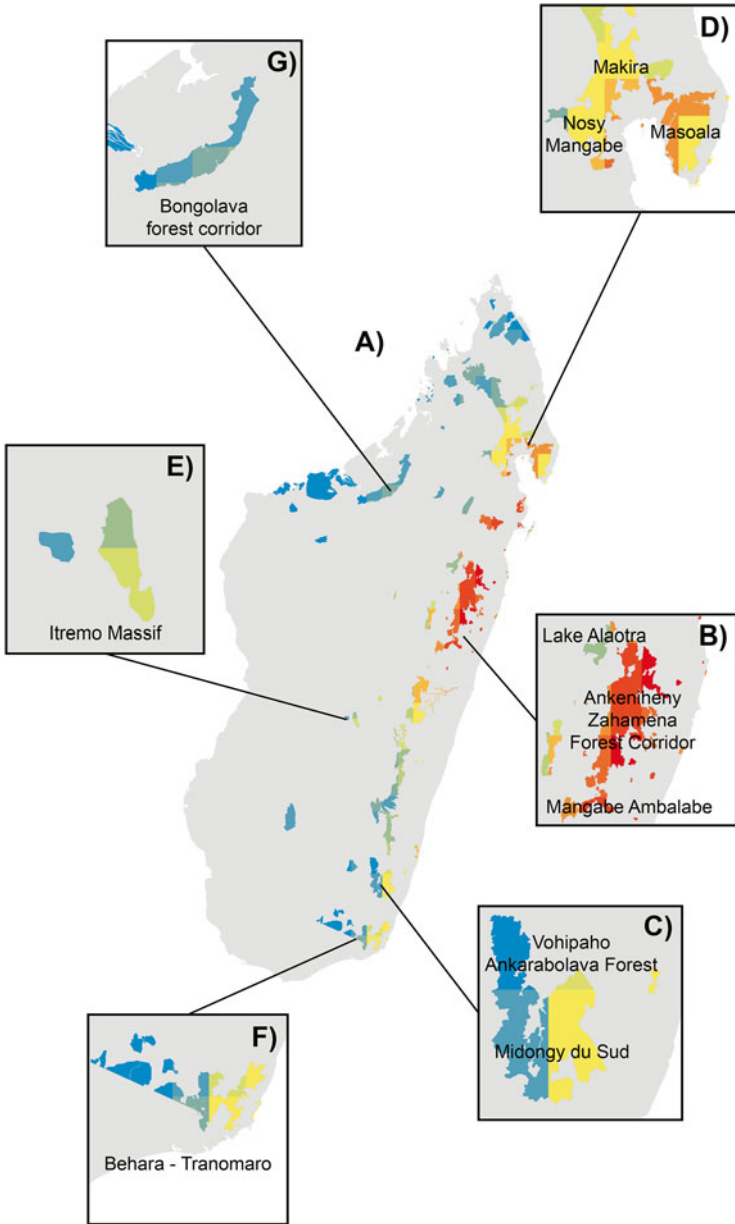 G)
Bongolava
forest corridor
D)
Makira
Nosy
Mangabe
Masoala
A)
E)
Itremo Massif
B)
Lake Alaotra
Ankeniheny
Zahamena
Forest Corridor
Mangabe Ambalabe
C)
Vohipaho
Ankarabolava Forest
Midongy du Sud
F)
Behara - Tranomaro